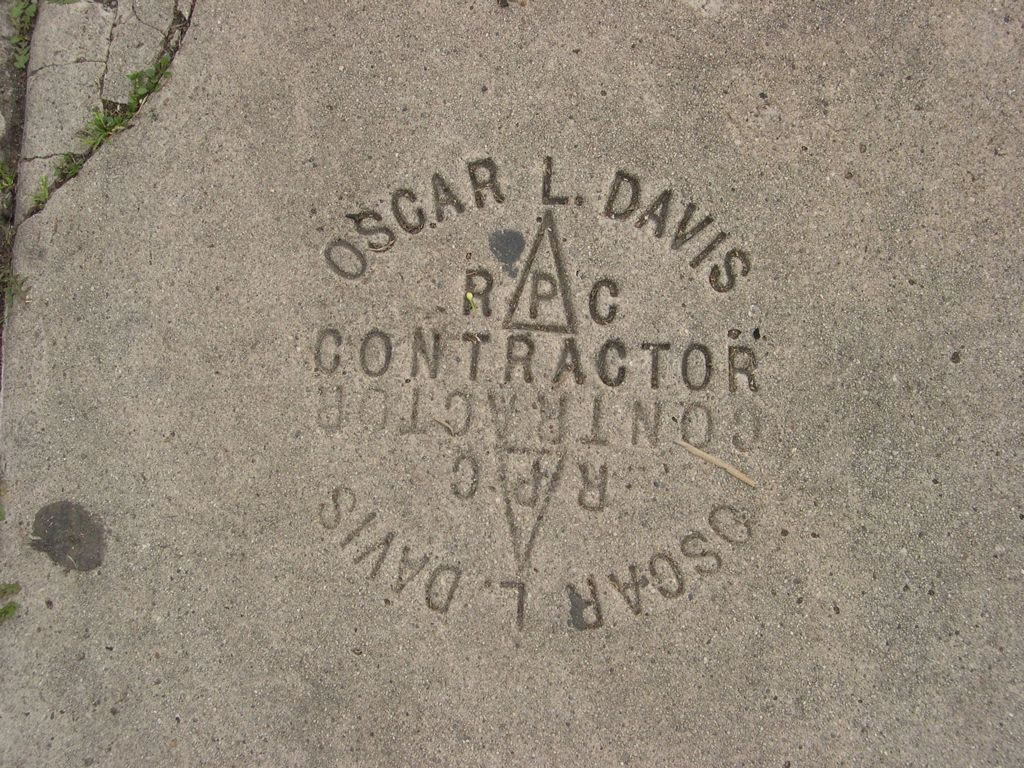 OSCAR L. DAVIS
R P C
CONTRACTOR
CONTRACTOR
R P C
OSCAR L. DAVIS